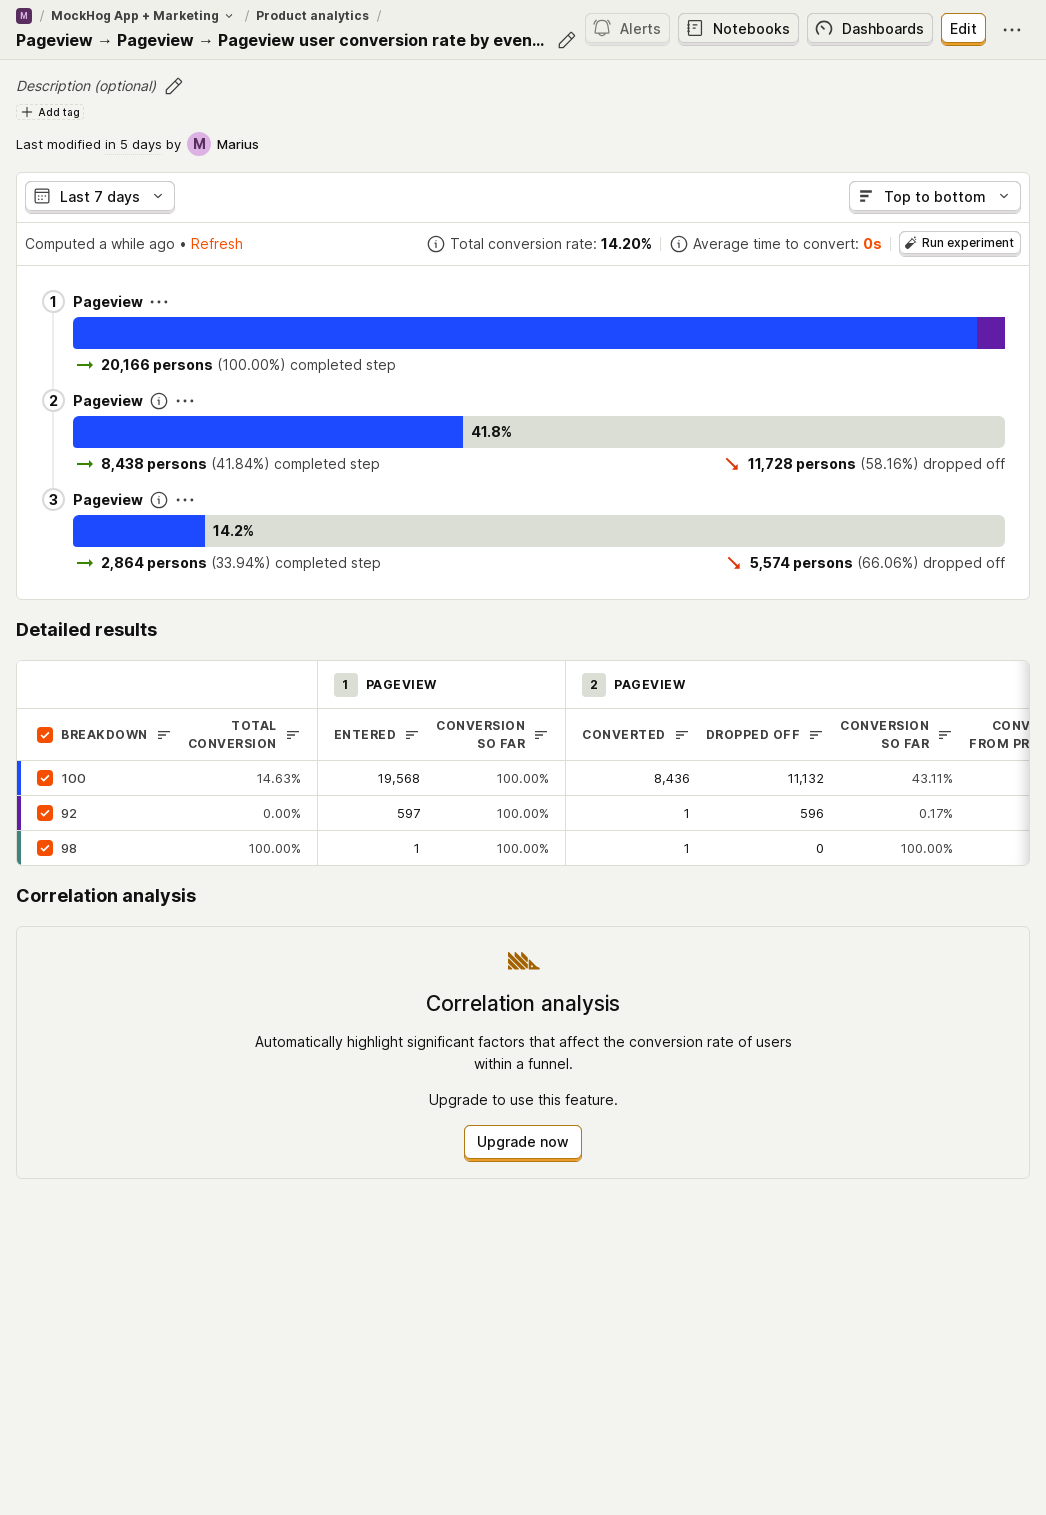 M / MockHog App + Marketing / Product analytics /
Pageview → Pageview → Pageview user conversion rate by even...
Alerts
Notebooks
Dashboards
Edit
Description (optional)
Add tag
Last modified in 5 days by M Marius
Last 7 days
Top to bottom
Computed a while ago • Refresh
Total conversion rate: 14.20%
Average time to convert: 0s
Run experiment
1 Pageview
20,166 persons (100.00%) completed step
2 Pageview
41.8%
8,438 persons (41.84%) completed step
11,728 persons (58.16%) dropped off
3 Pageview
14.2%
2,864 persons (33.94%) completed step
5,574 persons (66.06%) dropped off
Detailed results
1 PAGEVIEW 2 PAGEVIEW
BREAKDOWN
TOTAL
CONVERSION
ENTERED
CONVERSION
SO FAR
CONVERTED
DROPPED OFF
CONVERSION
SO FAR
CONV
FROM PR
100 14.63% 19,568 100.00% 8,436 11,132 43.11%
92 0.00% 597 100.00% 1 596 0.17%
98 100.00% 1 100.00% 1 0 100.00%
Correlation analysis
Correlation analysis
Automatically highlight significant factors that affect the conversion rate of users
within a funnel.
Upgrade to use this feature.
Upgrade now